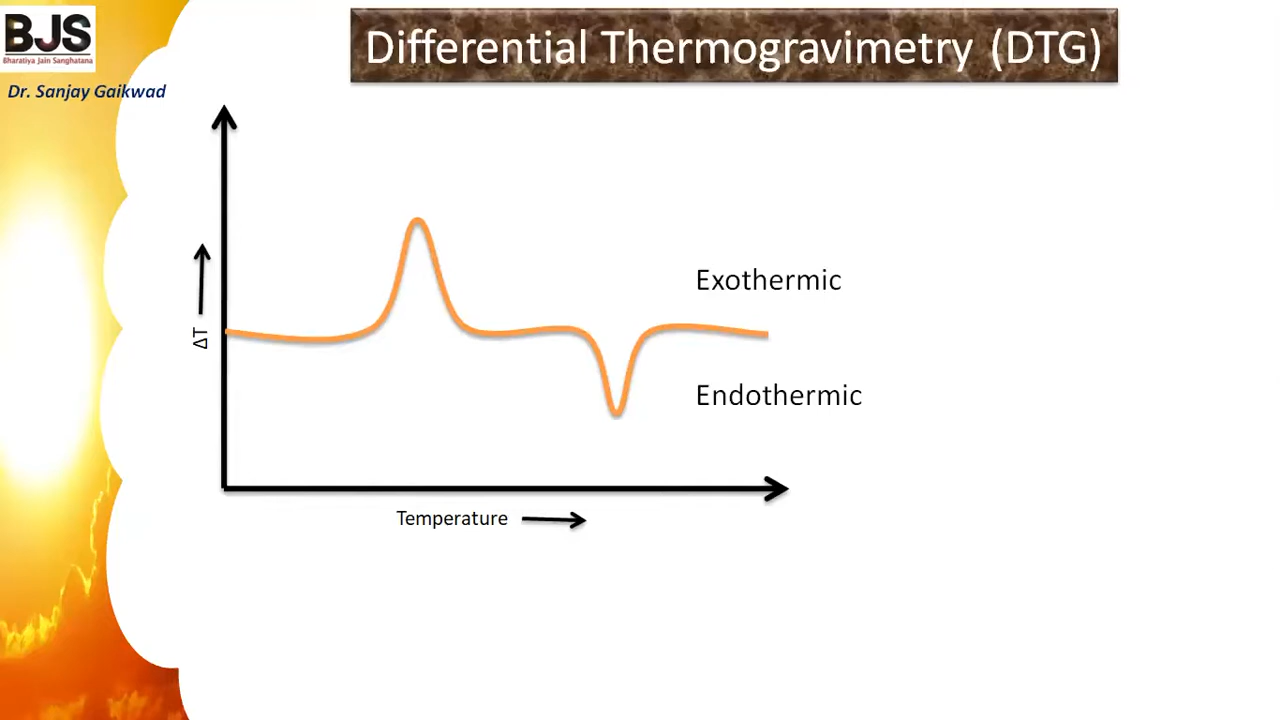 BJS
Bharatiya Jain Sanghatana
Dr. Sanjay Gaikwad
Differential Thermogravimetry (DTG)
ΔT
Exothermic
Endothermic
Temperature